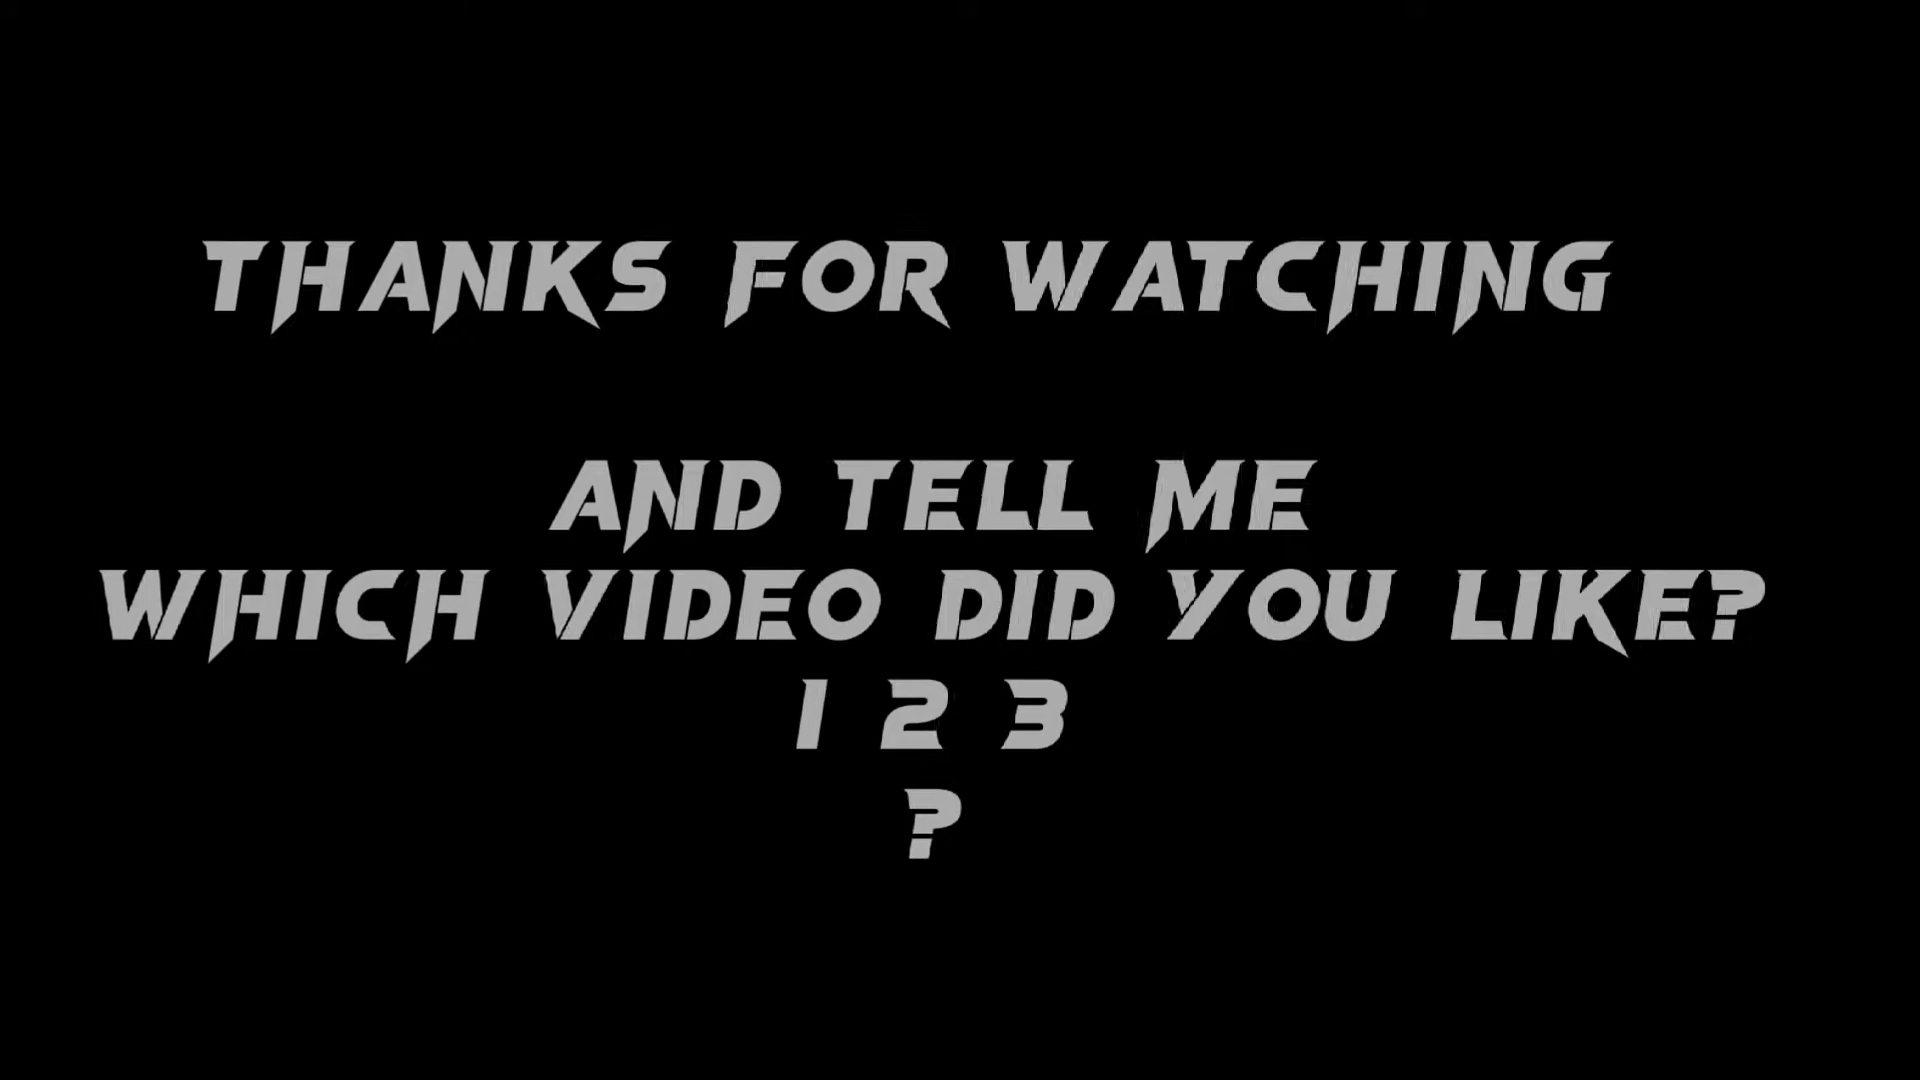 THANKS FOR WATCHING
AND TELL ME
WHICH VIDEO DID YOU LIKE?
1 2 3
?